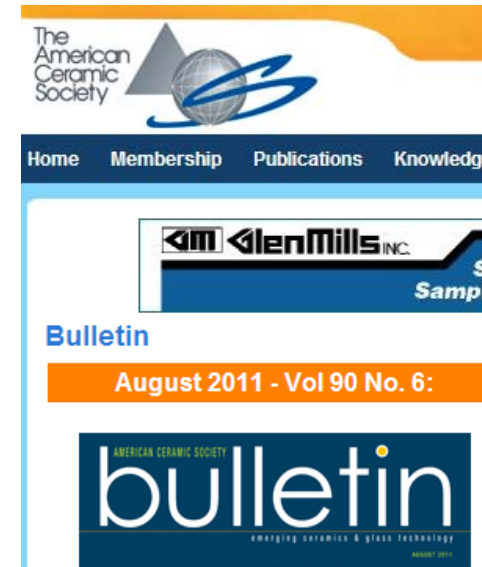 The
American
Ceramic
Society
Home Membership Publications
GM GlenMills INC.
Bulletin
August 2011 - Vol 90 No. 6:
AMERICAN CERAMIC SOCIETY
bulletin
emerging ceramics & glass technology
AUGUST 2011